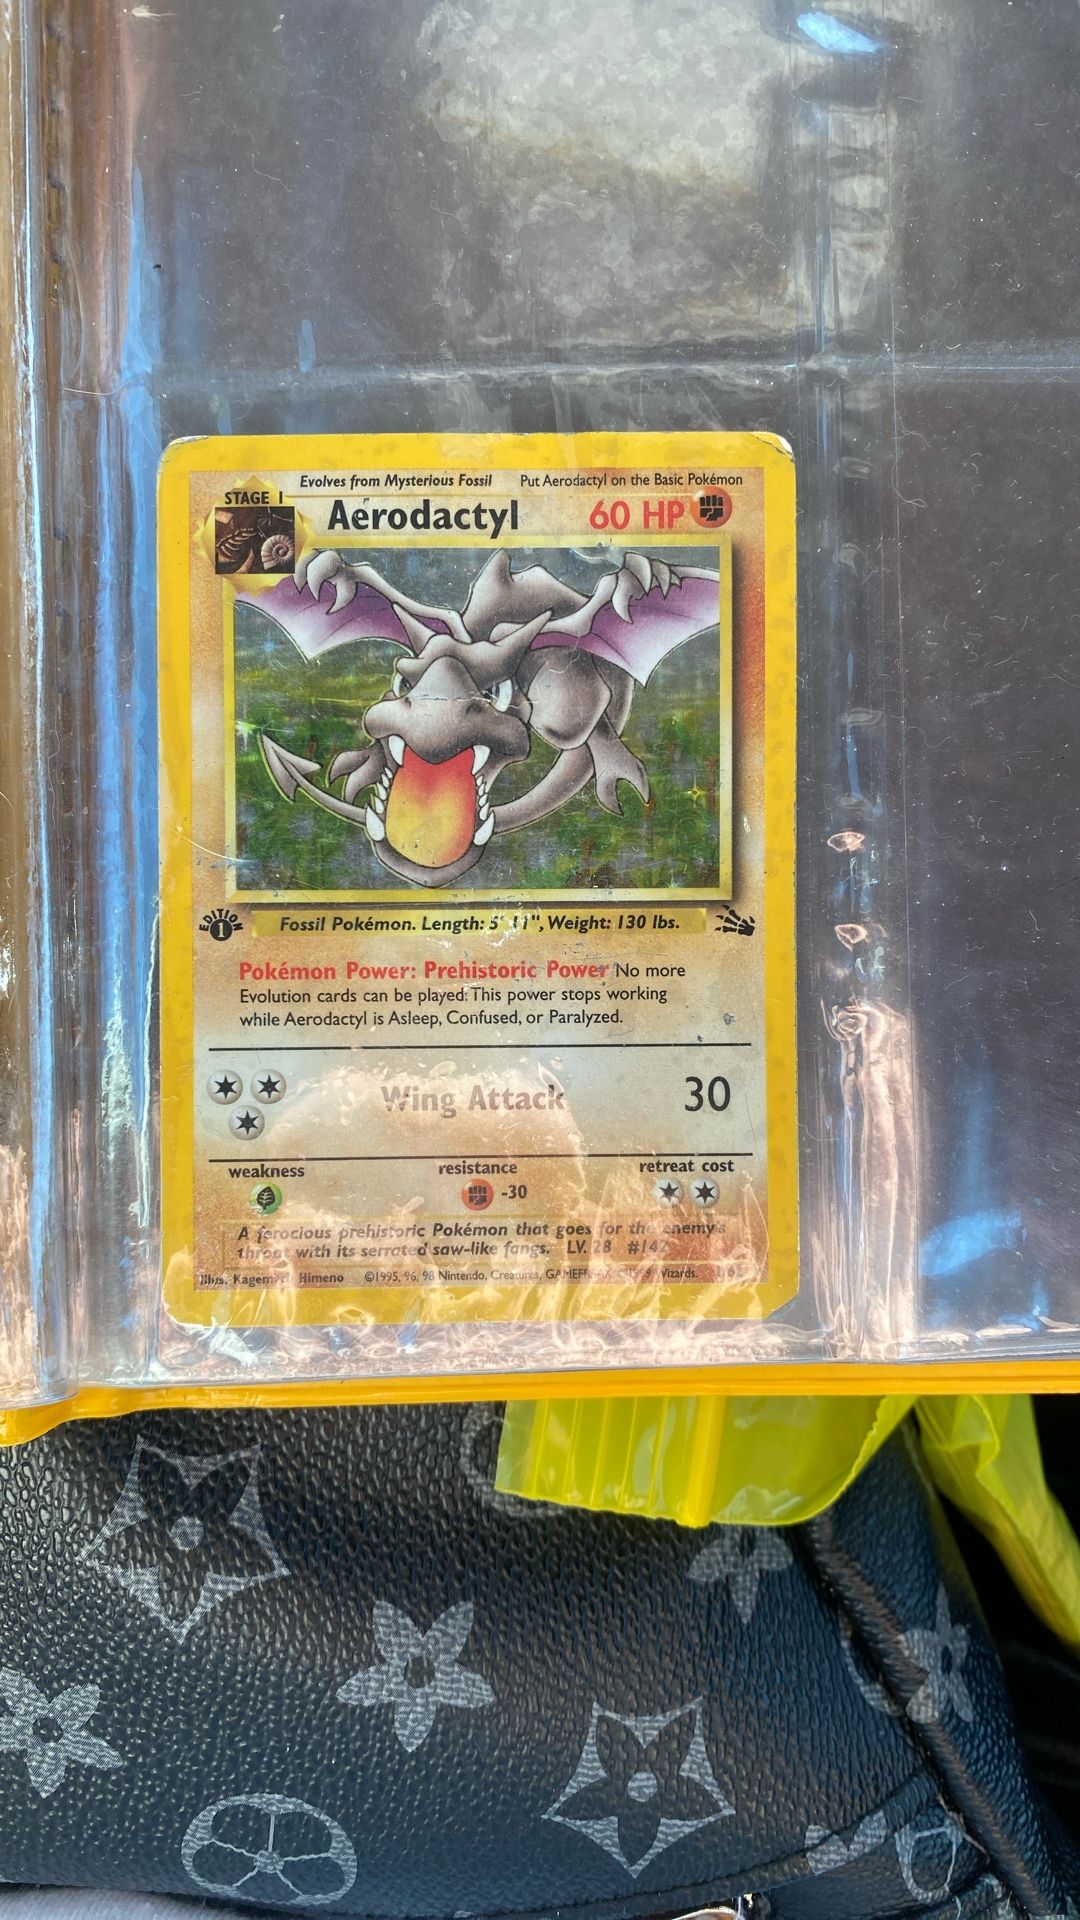 Evolves from Mysterious Fossil Put Aerodactyl on the Basic Pokémon
STAGE 1
Aerodactyl 60 HP
EDITION
1
Fossil Pokémon. Length: 5' 11", Weight: 130 lbs.
Pokémon Power: Prehistoric Power No more
Evolution cards can be played. This power stops working
while Aerodactyl is Asleep, Confused, or Paralyzed.
Wing Attack 30
weakness resistance retreat cost
-30
A ferocious prehistoric Pokémon that goes for the enemy's
throat with its serrated saw-like fangs. LV. 28 #142
Illus. Kagemaru Himeno ©1995, 96, 98 Nintendo, Creatures, GAMEFREAK ©1999 Wizards.